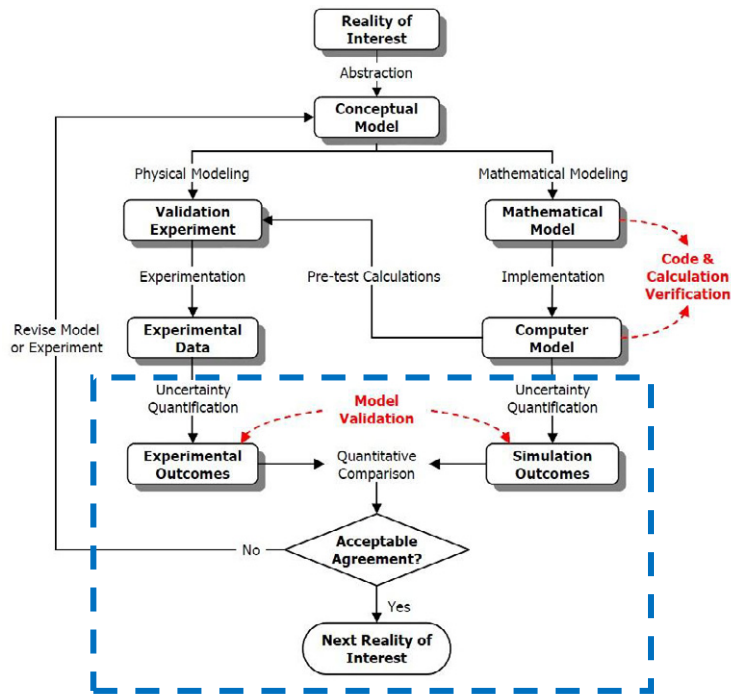 Reality of
Interest
Abstraction
Conceptual
Model
Physical Modeling
Mathematical Modeling
Validation
Experiment
Mathematical
Model
Code &
Calculation
Verification
Experimentation
Pre-test Calculations
Implementation
Revise Model
or Experiment
Experimental
Data
Computer
Model
Uncertainty
Quantification
Model
Validation
Uncertainty
Quantification
Experimental
Outcomes
Quantitative
Comparison
Simulation
Outcomes
No
Acceptable
Agreement?
Yes
Next Reality of
Interest